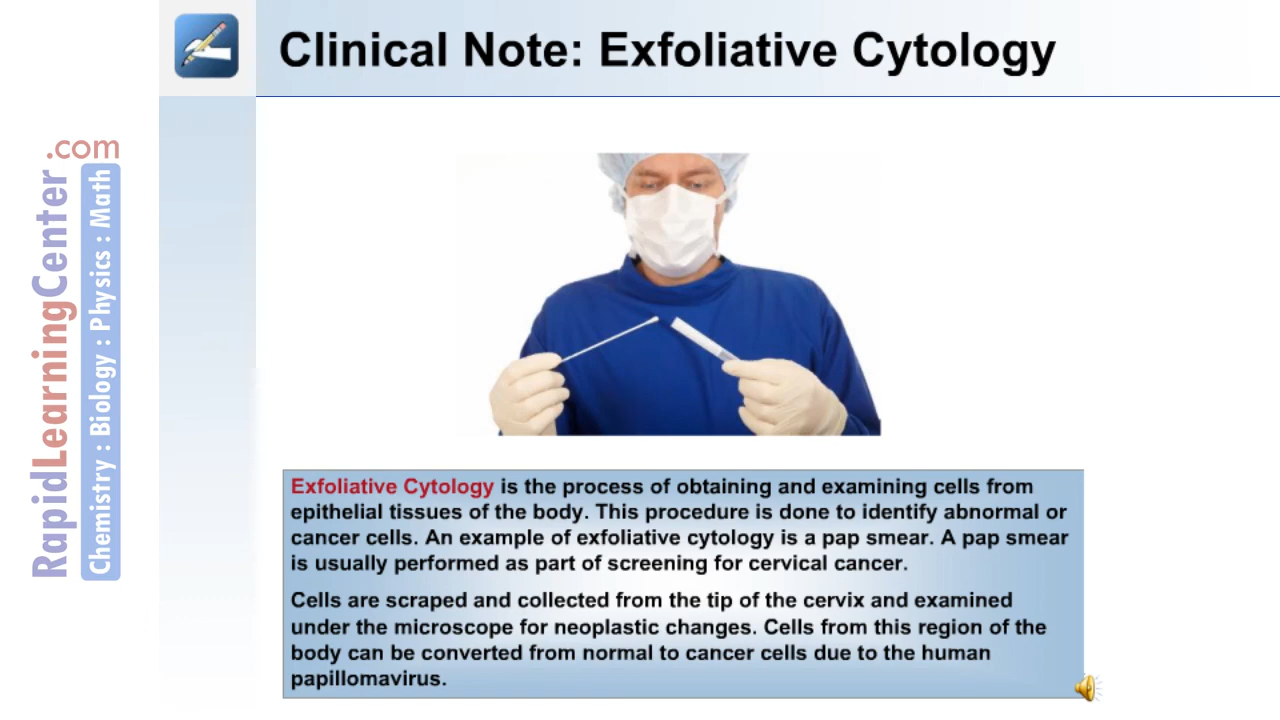 Clinical Note: Exfoliative Cytology
.com
RapidLearningCenter
Chemistry : Biology : Physics : Math
Exfoliative Cytology is the process of obtaining and examining cells from
epithelial tissues of the body. This procedure is done to identify abnormal or
cancer cells. An example of exfoliative cytology is a pap smear. A pap smear
is usually performed as part of screening for cervical cancer.
Cells are scraped and collected from the tip of the cervix and examined
under the microscope for neoplastic changes. Cells from this region of the
body can be converted from normal to cancer cells due to the human
papillomavirus.